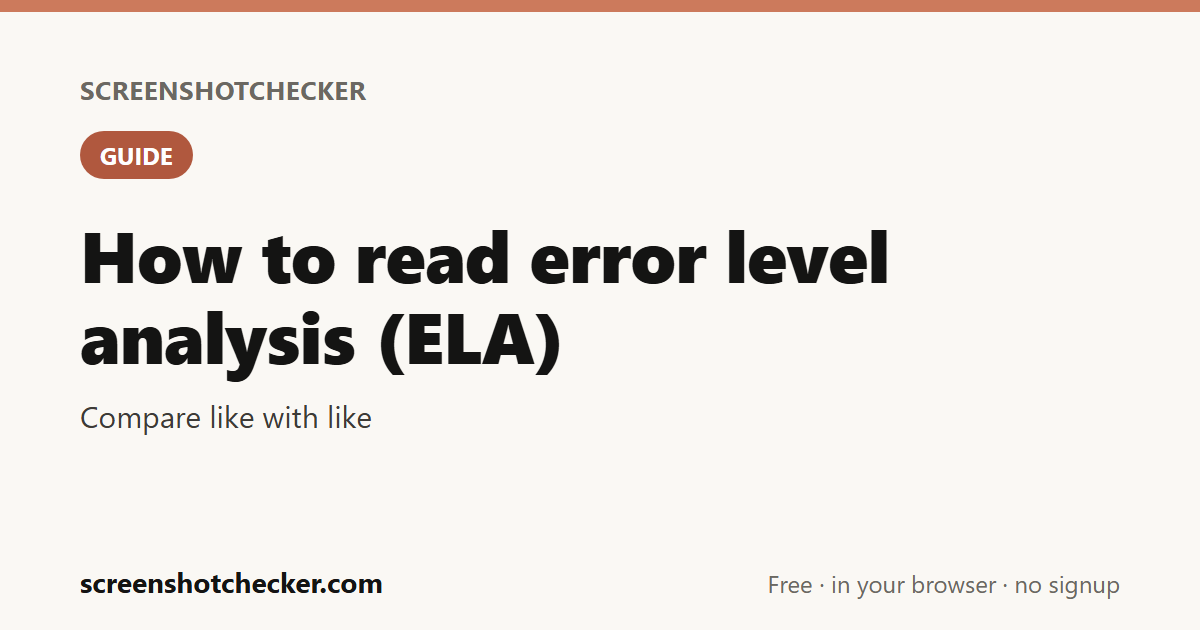 SCREENSHOTCHECKER
GUIDE
How to read error level
analysis (ELA)
Compare like with like
screenshotchecker.com
Free · in your browser · no signup